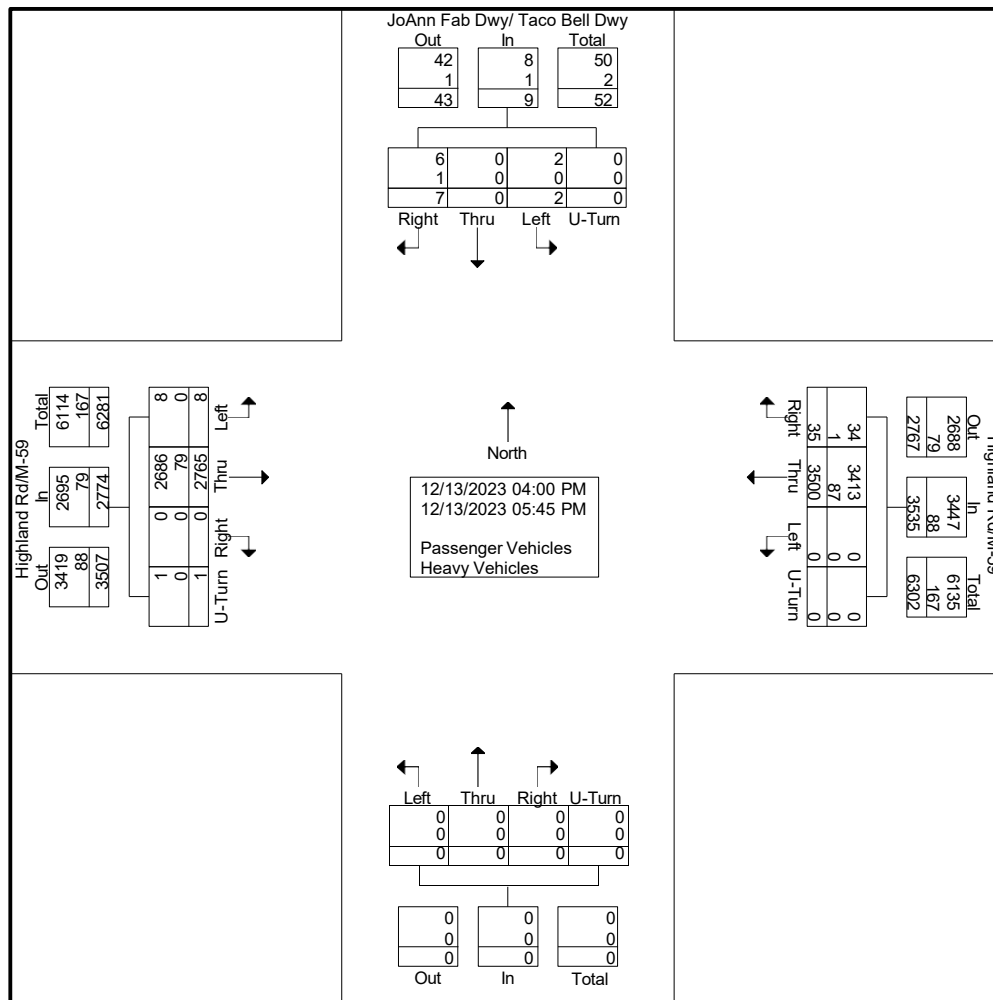 JoAnn Fab Dwy/ Taco Bell Dwy
Out In Total
42 8 50
1 1 2
43 9 52
6 0 2 0
1 0 0 0
7 0 2 0
Right Thru Left U-Turn
Highland Rd/M-59
Total In Out
6114 2695 3419
167 79 88
6281 2774 3507
8 2686 0 1
0 79 0 0
8 2765 0 1
Left Thru Right U-Turn
North
12/13/2023 04:00 PM
12/13/2023 05:45 PM
Passenger Vehicles
Heavy Vehicles
Highland Rd/M-59
Out In Total
2688 3447 6135
79 88 167
2767 3535 6302
34 3413 0 0
1 87 0 0
35 3500 0 0
Right Thru Left U-Turn
Left Thru Right U-Turn
0 0 0 0
0 0 0 0
0 0 0 0
0 0 0
0 0 0
0 0 0
Out In Total